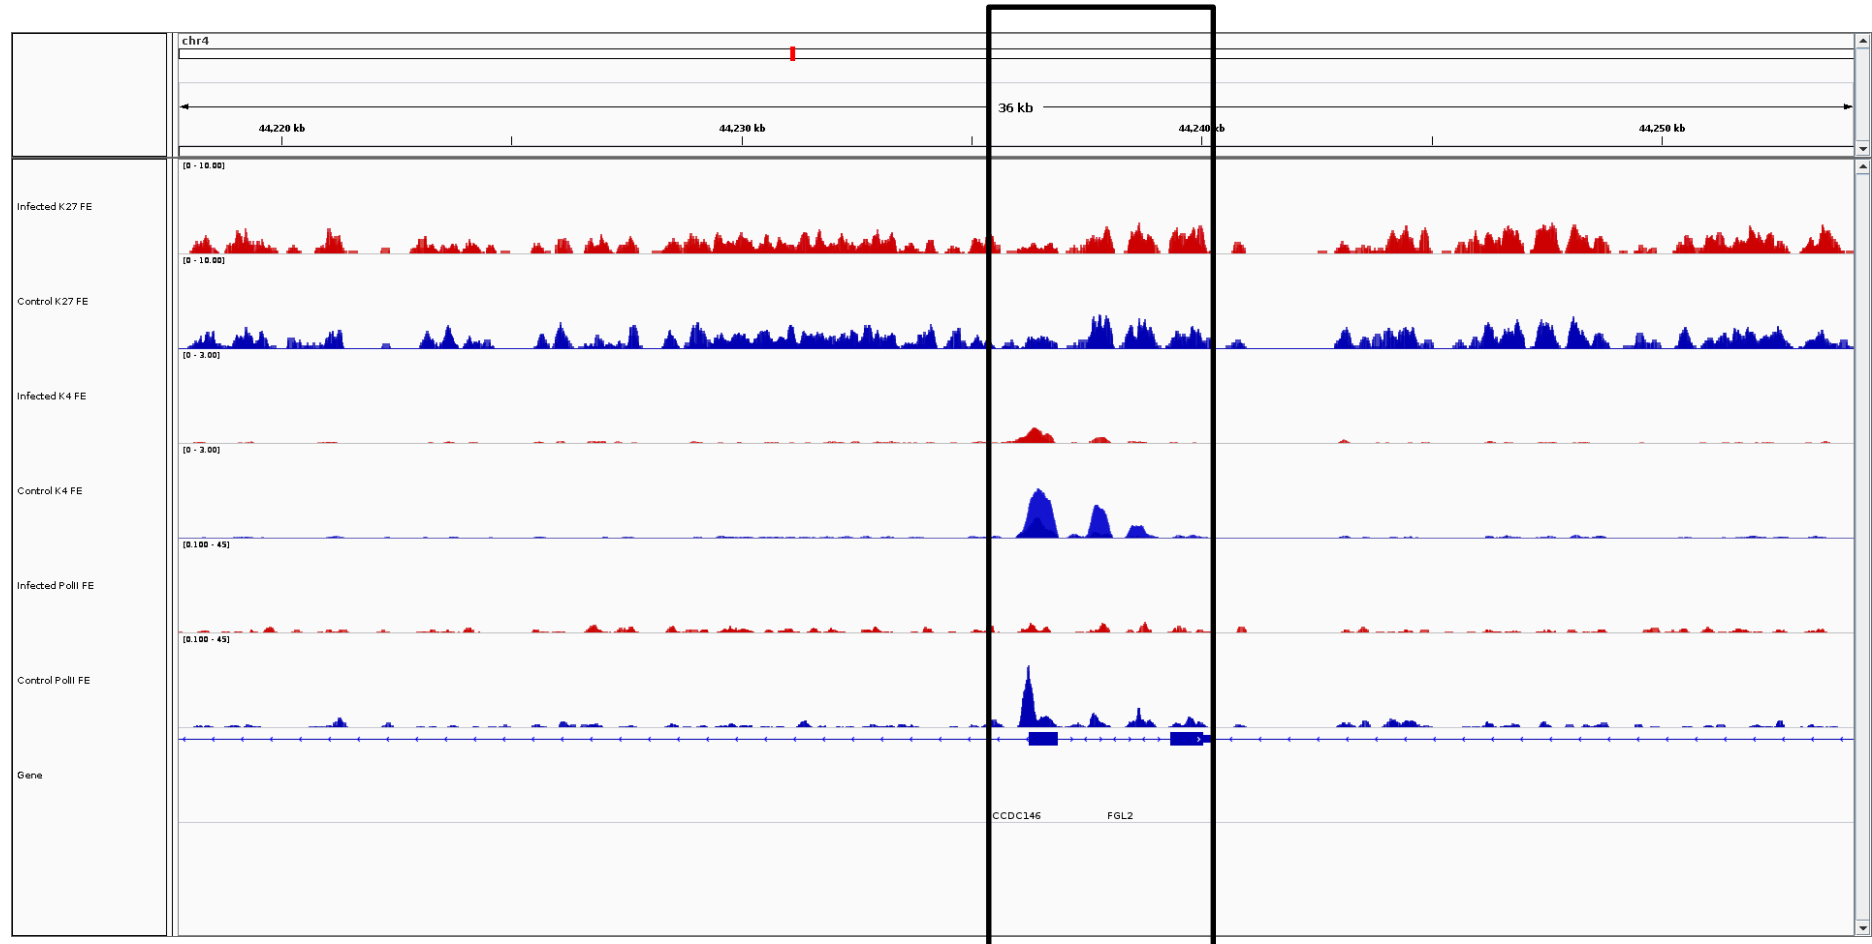 chr4
36 kb
44,220 kb 44,230 kb 44,240 kb 44,250 kb
[0 - 10.00]
Infected K27 FE
[0 - 10.00]
Control K27 FE
[0 - 3.00]
Infected K4 FE
[0 - 3.00]
Control K4 FE
[0.100 - 45]
Infected PolII FE
[0.100 - 45]
Control PolII FE
Gene
CCDC146 FGL2